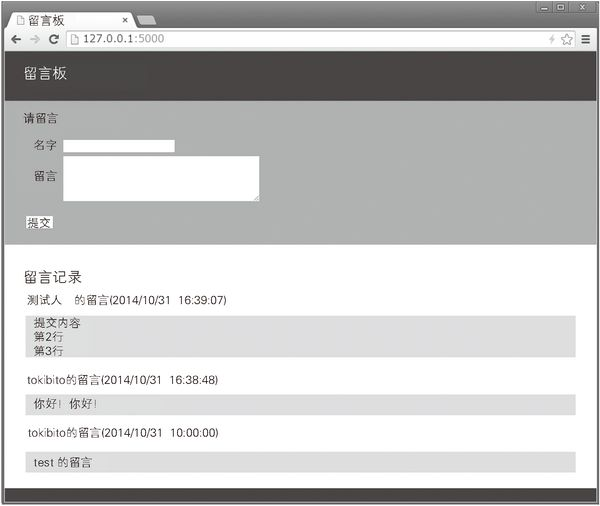 留言板
127.0.0.1:5000
留言板
请留言
名字
留言
提交
留言记录
测试人 的留言(2014/10/31 16:39:07)
提交内容
第2行
第3行
tokibito的留言(2014/10/31 16:38:48)
你好！你好！
tokibito的留言(2014/10/31 10:00:00)
test 的留言